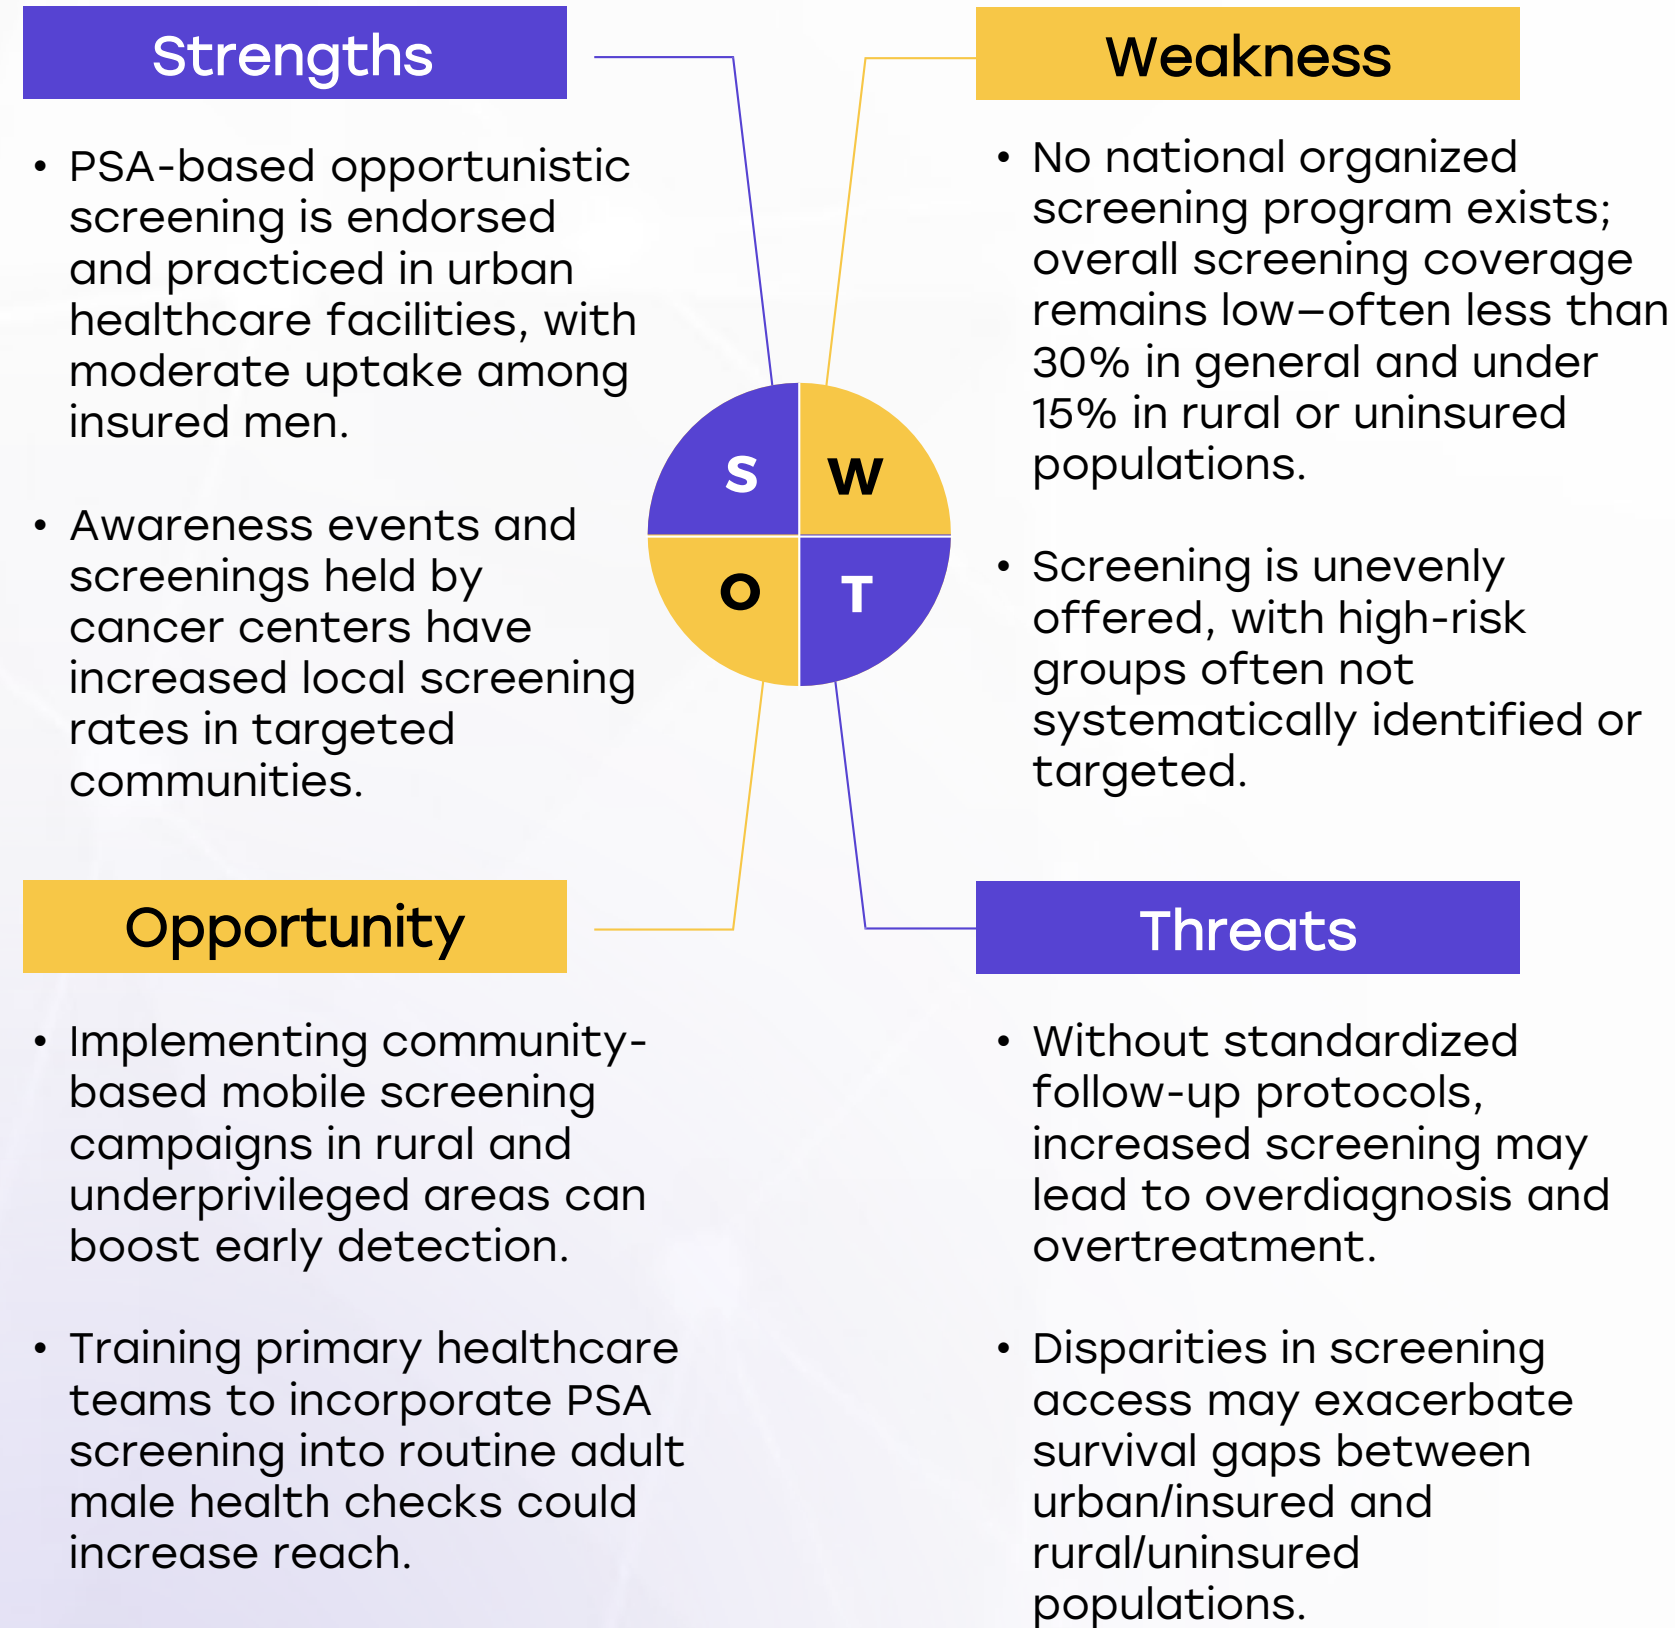 Strengths
• PSA-based opportunistic
screening is endorsed
and practiced in urban
healthcare facilities, with
moderate uptake among
insured men.
• Awareness events and
screenings held by
cancer centers have
increased local screening
rates in targeted
communities.
Weakness
• No national organized
screening program exists;
overall screening coverage
remains low—often less than
30% in general and under
15% in rural or uninsured
populations.
• Screening is unevenly
offered, with high-risk
groups often not
systematically identified or
targeted.
S W
O T
Opportunity
• Implementing community-
based mobile screening
campaigns in rural and
underprivileged areas can
boost early detection.
• Training primary healthcare
teams to incorporate PSA
screening into routine adult
male health checks could
increase reach.
Threats
• Without standardized
follow-up protocols,
increased screening may
lead to overdiagnosis and
overtreatment.
• Disparities in screening
access may exacerbate
survival gaps between
urban/insured and
rural/uninsured
populations.